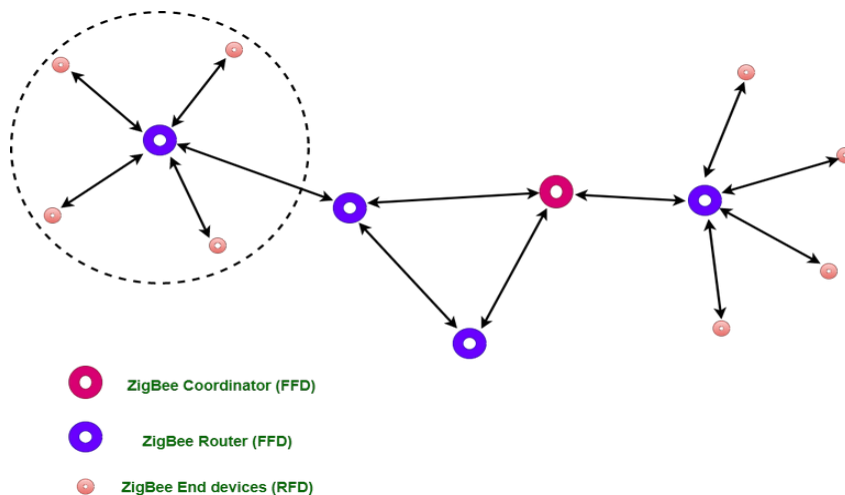 ZigBee Coordinator (FFD)
ZigBee Router (FFD)
ZigBee End devices (RFD)